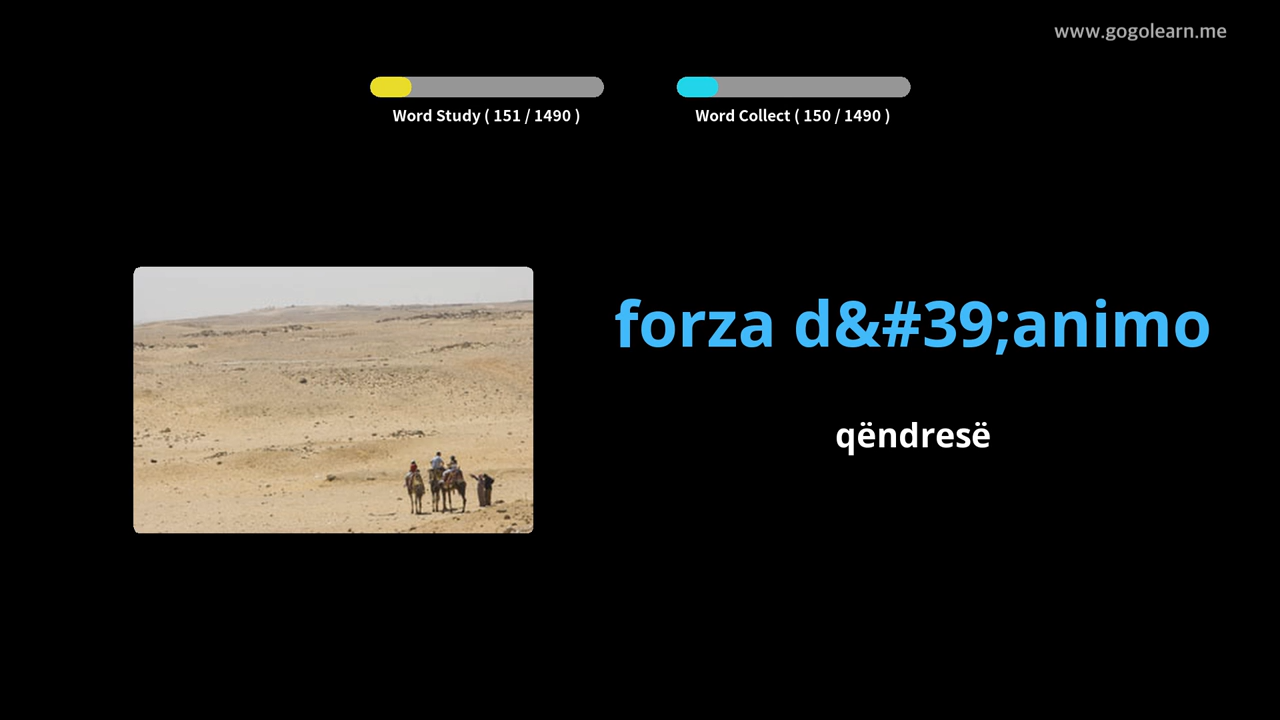 www.gogolearn.me
Word Study ( 151 / 1490 )
Word Collect ( 150 / 1490 )
forza d&#39;animo
qëndresë